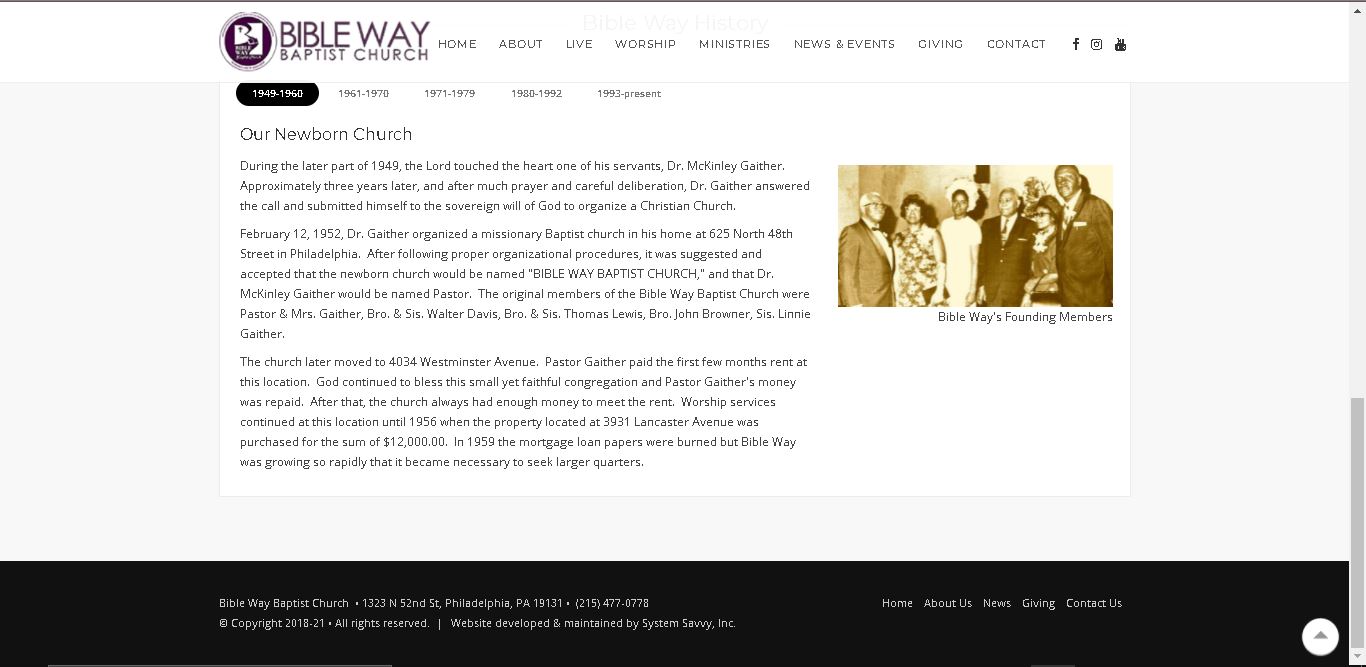 Bible Way History
BIBLE WAY
BAPTIST CHURCH
HOME ABOUT LIVE WORSHIP MINISTRIES NEWS & EVENTS GIVING CONTACT
1949-1960 1961-1970 1971-1979 1980-1992 1993-present
Our Newborn Church
During the later part of 1949, the Lord touched the heart one of his servants, Dr. McKinley Gaither.
Approximately three years later, and after much prayer and careful deliberation, Dr. Gaither answered
the call and submitted himself to the sovereign will of God to organize a Christian Church.
February 12, 1952, Dr. Gaither organized a missionary Baptist church in his home at 625 North 48th
Street in Philadelphia. After following proper organizational procedures, it was suggested and
accepted that the newborn church would be named "BIBLE WAY BAPTIST CHURCH," and that Dr.
McKinley Gaither would be named Pastor. The original members of the Bible Way Baptist Church were
Pastor & Mrs. Gaither, Bro. & Sis. Walter Davis, Bro. & Sis. Thomas Lewis, Bro. John Browner, Sis. Linnie
Gaither.
The church later moved to 4034 Westminster Avenue. Pastor Gaither paid the first few months rent at
this location. God continued to bless this small yet faithful congregation and Pastor Gaither's money
was repaid. After that, the church always had enough money to meet the rent. Worship services
continued at this location until 1956 when the property located at 3931 Lancaster Avenue was
purchased for the sum of $12,000.00. In 1959 the mortgage loan papers were burned but Bible Way
was growing so rapidly that it became necessary to seek larger quarters.
Bible Way's Founding Members
Bible Way Baptist Church • 1323 N 52nd St, Philadelphia, PA 19131 • (215) 477-0778
© Copyright 2018-21 • All rights reserved. | Website developed & maintained by System Savvy, Inc.
Home About Us News Giving Contact Us